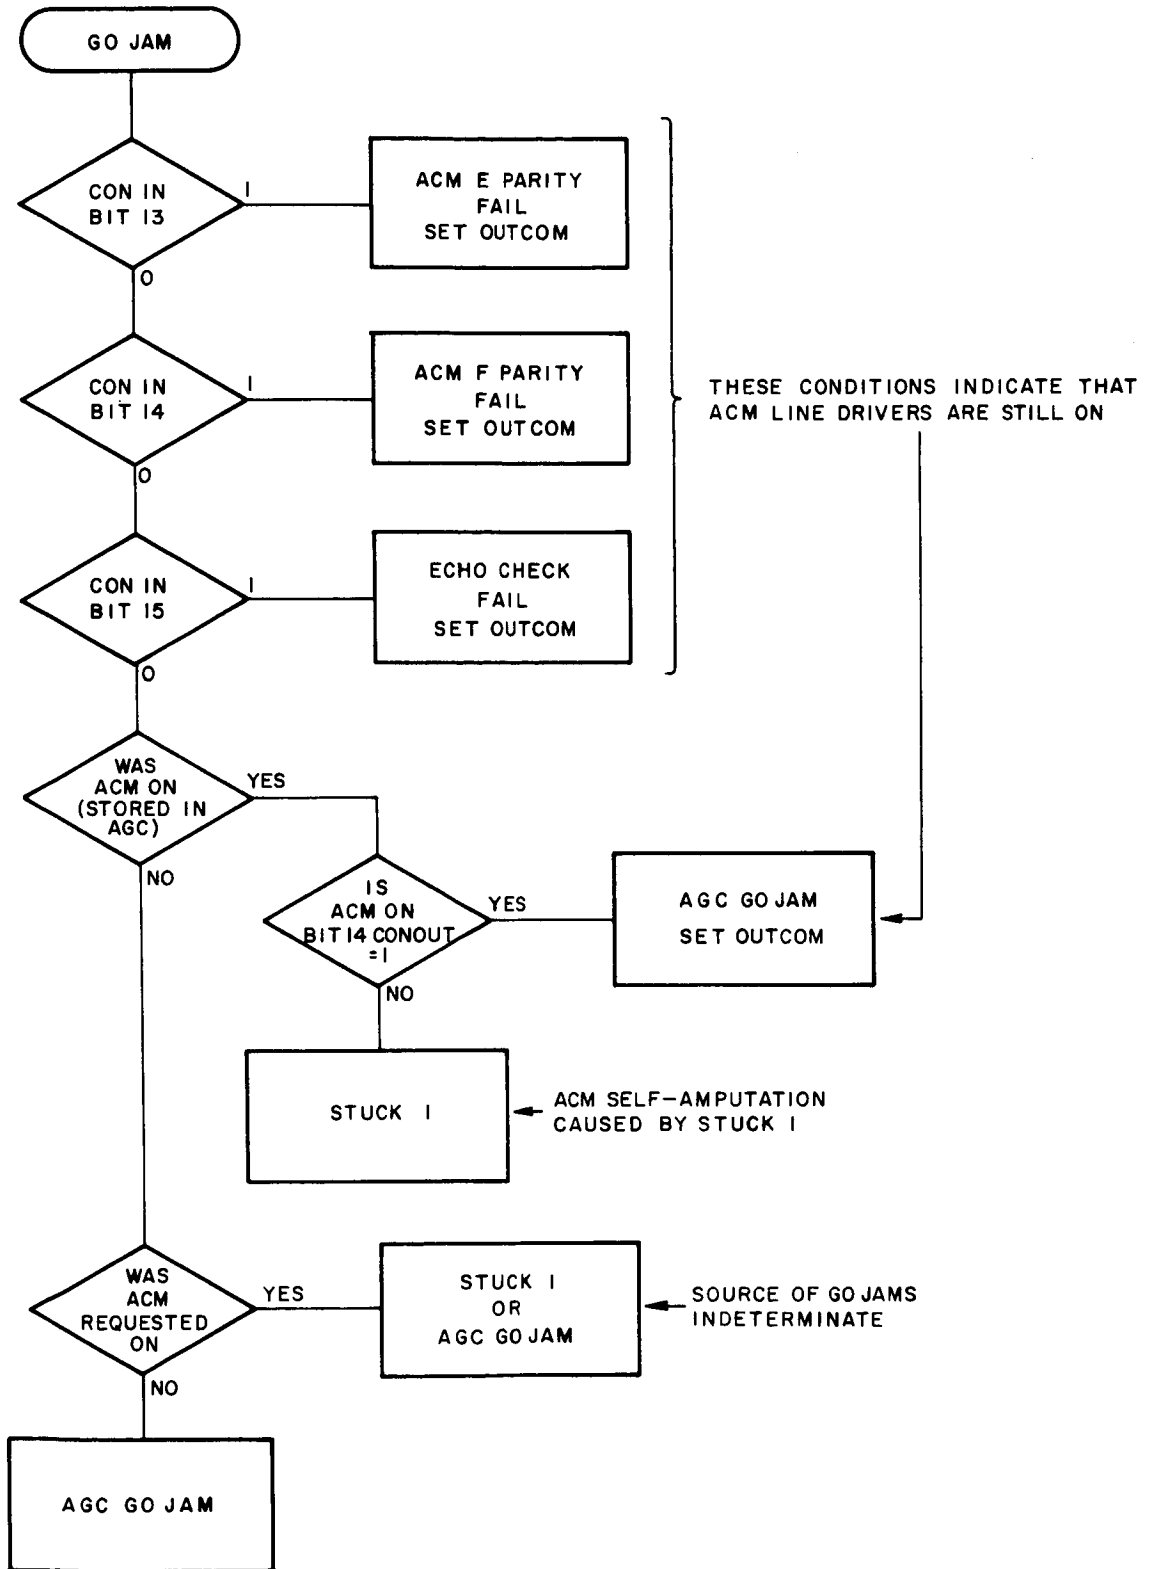 GO JAM
CON IN
BIT 13
1
0
ACM E PARITY
FAIL
SET OUTCOM
CON IN
BIT 14
1
0
ACM F PARITY
FAIL
SET OUTCOM
THESE CONDITIONS INDICATE THAT
ACM LINE DRIVERS ARE STILL ON
CON IN
BIT 15
1
0
ECHO CHECK
FAIL
SET OUTCOM
WAS
ACM ON
(STORED IN
AGC)
YES
NO
IS
ACM ON
BIT 14 CONOUT
=1
YES
NO
AGC GO JAM
SET OUTCOM
STUCK 1
ACM SELF-AMPUTATION
CAUSED BY STUCK 1
WAS
ACM
REQUESTED
ON
YES
NO
STUCK 1
OR
AGC GO JAM
SOURCE OF GO JAMS
INDETERMINATE
AGC GO JAM